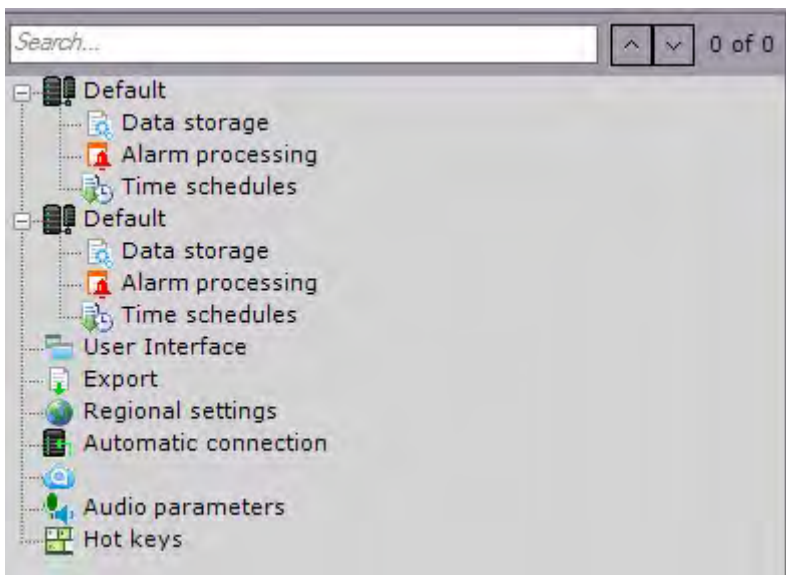 Search...
0 of 0
Default
Data storage
Alarm processing
Time schedules
Default
Data storage
Alarm processing
Time schedules
User Interface
Export
Regional settings
Automatic connection
Audio parameters
Hot keys